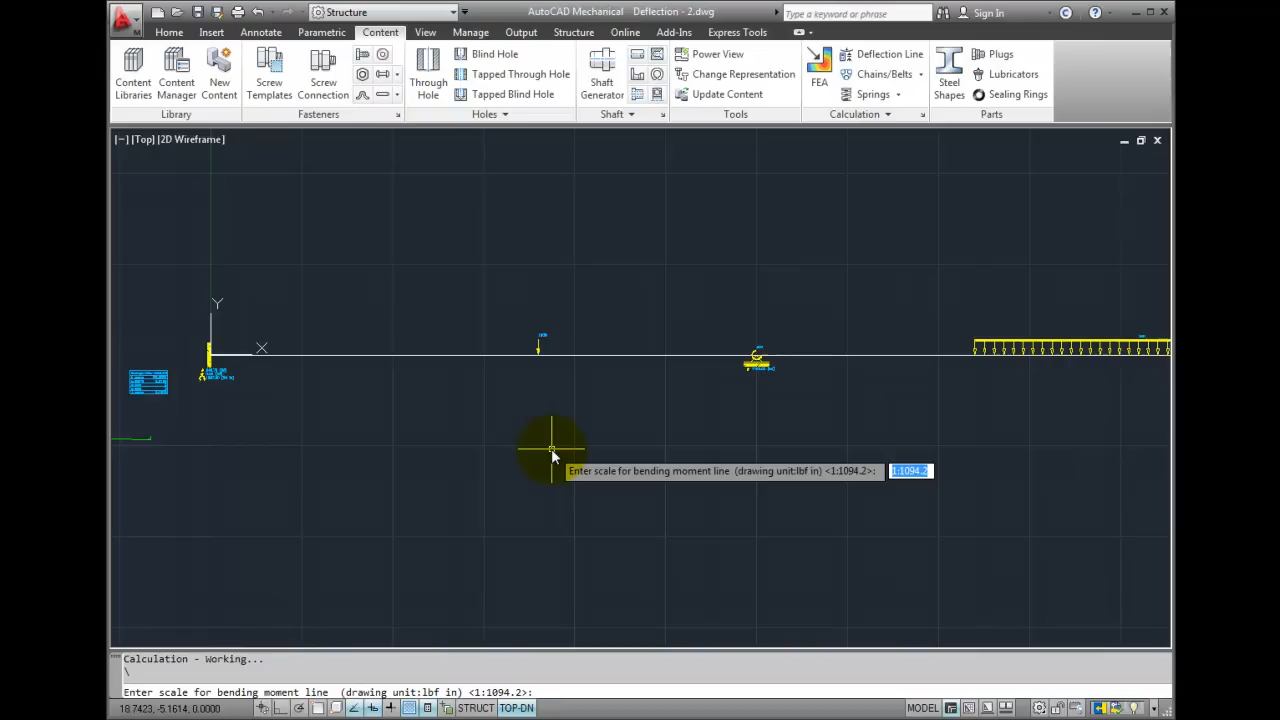 Structure
AutoCAD Mechanical Deflection - 2.dwg
Type a keyword or phrase
Sign In
M
Home Insert Annotate Parametric Content View Manage Output Structure Online Add-Ins Express Tools
Content Libraries
Content Manager
New Content
Library
Screw Templates
Screw Connection
Fasteners
Through Hole
Blind Hole
Tapped Through Hole
Tapped Blind Hole
Holes
Shaft Generator
Shaft
Power View
Change Representation
Update Content
Tools
FEA
Deflection Line
Chains/Belts
Springs
Calculation
Steel Shapes
Plugs
Lubricators
Sealing Rings
Parts
[−] [Top] [2D Wireframe]
Y
X
Enter scale for bending moment line (drawing unit:lbf in) <1:1094.2>: 1:1094.2
Calculation - Working...
\
Enter scale for bending moment line (drawing unit:lbf in) <1:1094.2>:
18.7423, -5.1614, 0.0000
STRUCT
TOP-DN
MODEL